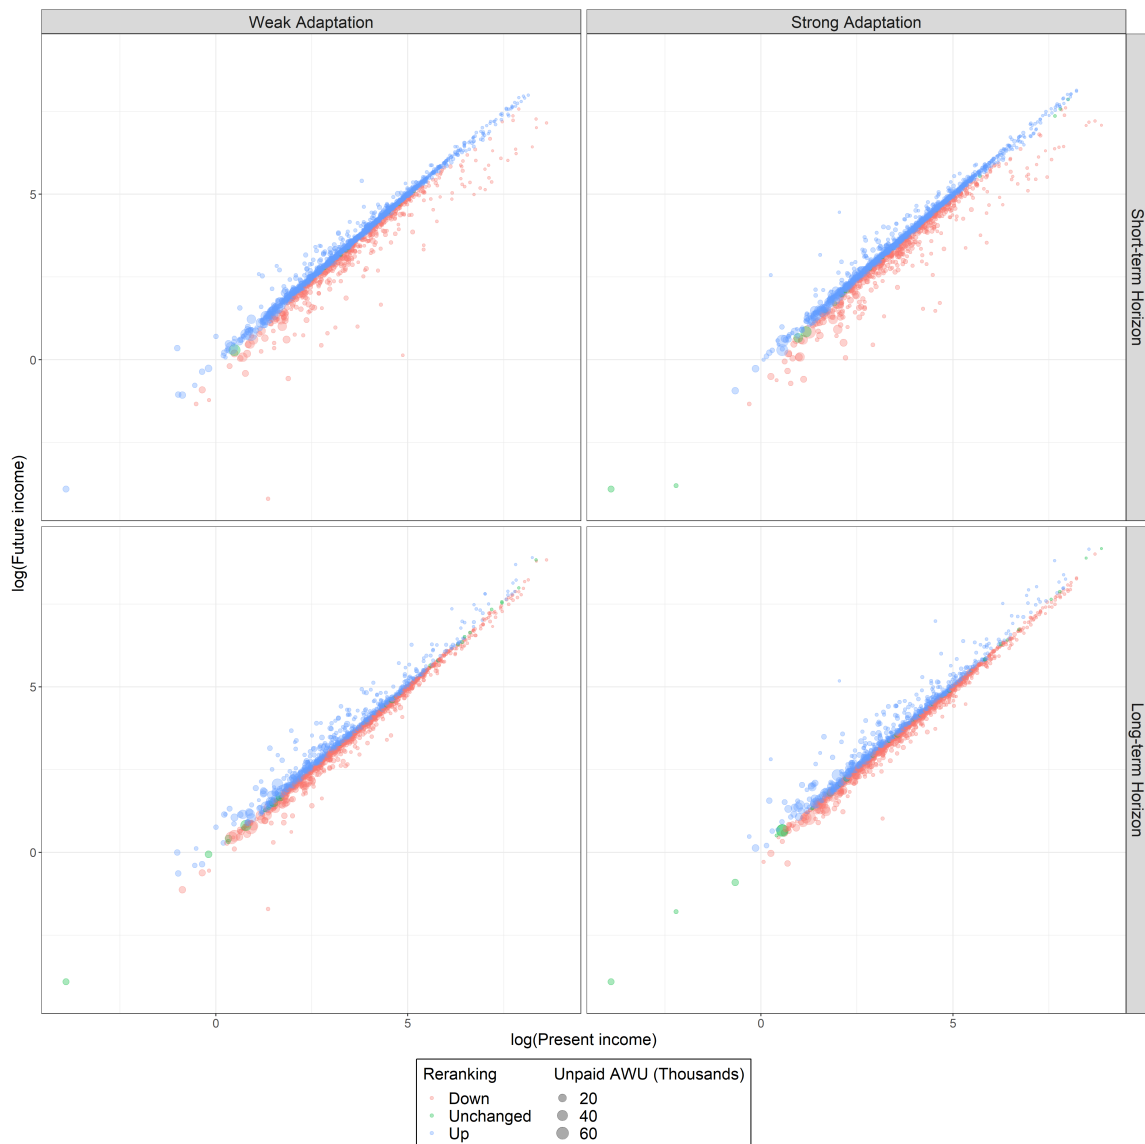 Weak Adaptation
Strong Adaptation
Short-term Horizon
Long-term Horizon
log(Future income)
5
0
5
0
0
5
0
5
log(Present income)
Reranking
Down
Unchanged
Up
Unpaid AWU (Thousands)
20
40
60